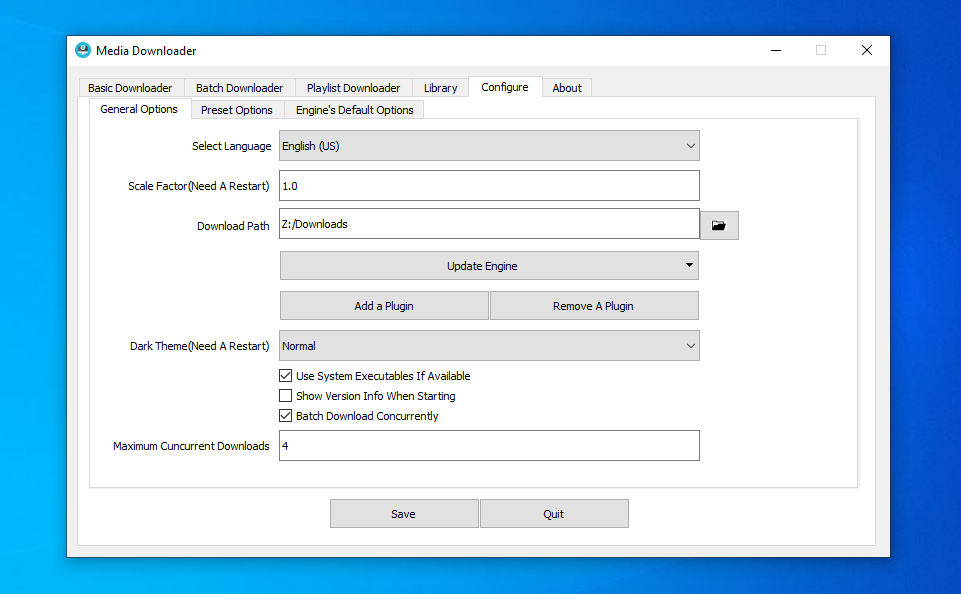 Media Downloader
Basic Downloader Batch Downloader Playlist Downloader Library Configure About
General Options Preset Options Engine's Default Options
Select Language English (US)
Scale Factor(Need A Restart) 1.0
Download Path Z:/Downloads
Update Engine
Add a Plugin Remove A Plugin
Dark Theme(Need A Restart) Normal
Use System Executables If Available
Show Version Info When Starting
Batch Download Concurrently
Maximum Cuncurrent Downloads 4
Save Quit